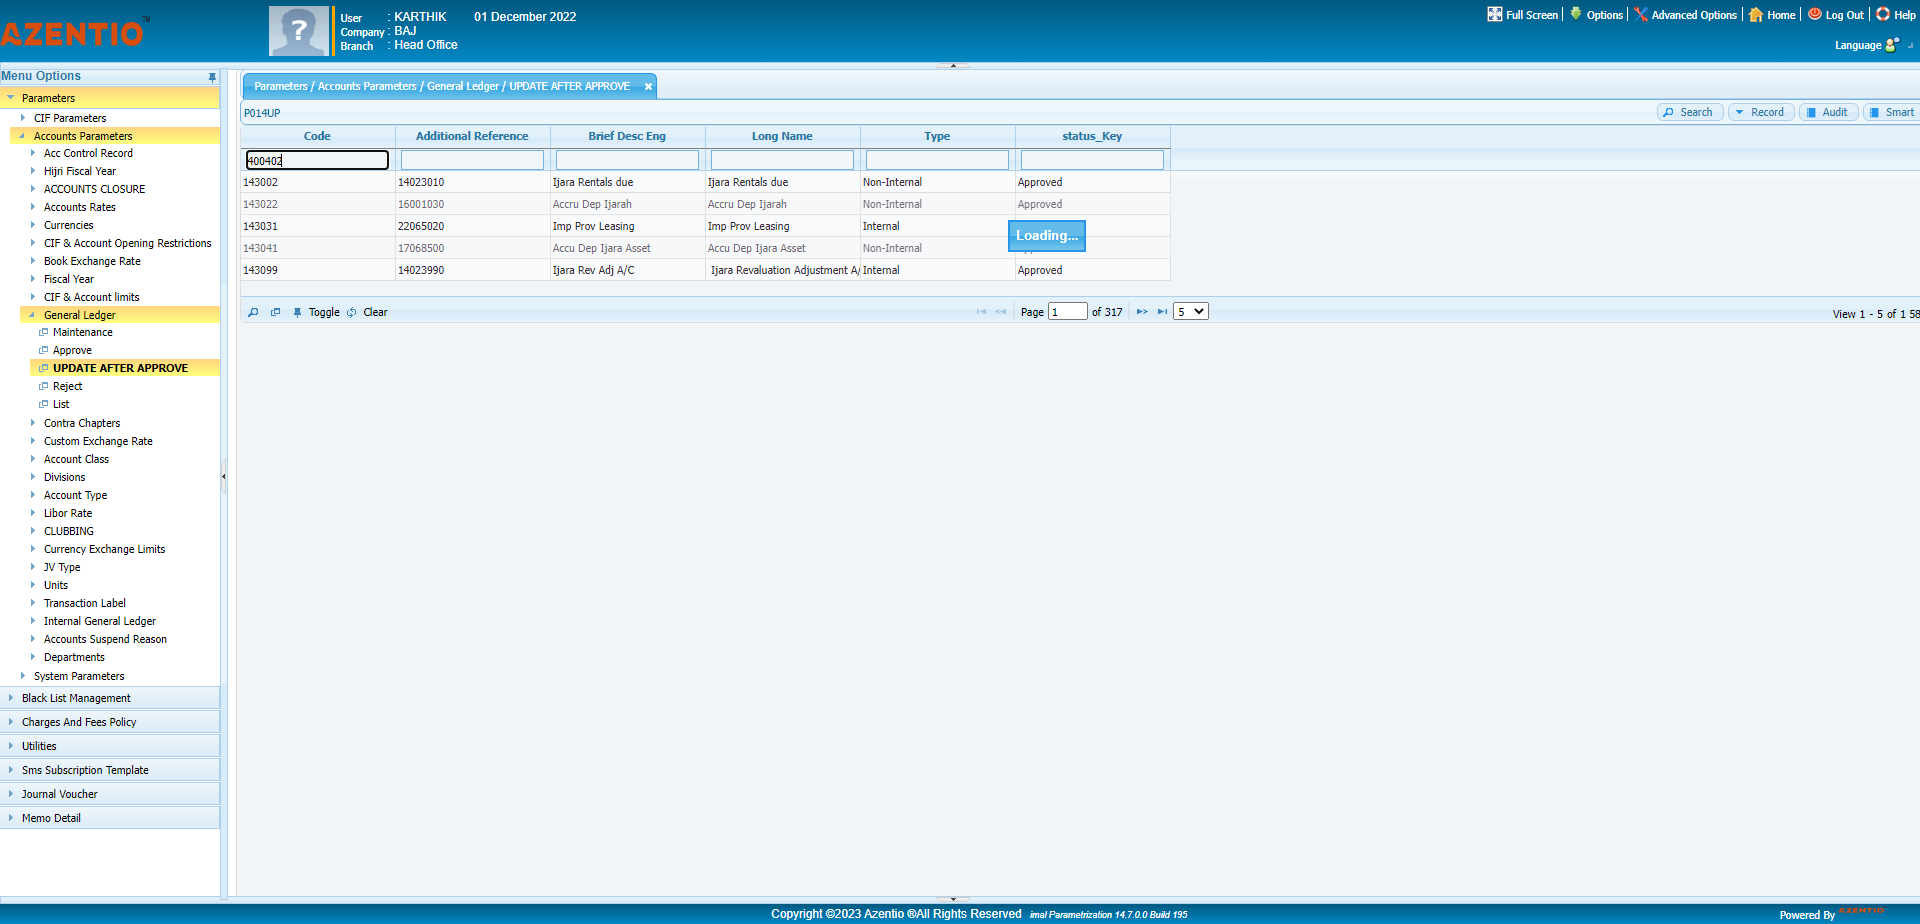 AZENTIO™
User : KARTHIK 01 December 2022
Company : BAJ
Branch : Head Office
Full Screen Options Advanced Options Home Log Out Help
Language
Menu Options
Parameters
CIF Parameters
Accounts Parameters
Acc Control Record
Hijri Fiscal Year
ACCOUNTS CLOSURE
Accounts Rates
Currencies
CIF & Account Opening Restrictions
Book Exchange Rate
Fiscal Year
CIF & Account limits
General Ledger
Maintenance
Approve
UPDATE AFTER APPROVE
Reject
List
Contra Chapters
Custom Exchange Rate
Account Class
Divisions
Account Type
Libor Rate
CLUBBING
Currency Exchange Limits
JV Type
Units
Transaction Label
Internal General Ledger
Accounts Suspend Reason
Departments
System Parameters
Black List Management
Charges And Fees Policy
Utilities
Sms Subscription Template
Journal Voucher
Memo Detail
Parameters / Accounts Parameters / General Ledger / UPDATE AFTER APPROVE
P014UP
Search Record Audit Smart
Code Additional Reference Brief Desc Eng Long Name Type status_Key
400402
143002 14023010 Ijara Rentals due Ijara Rentals due Non-Internal Approved
143022 16001030 Accru Dep Ijarah Accru Dep Ijarah Non-Internal Approved
143031 22065020 Imp Prov Leasing Imp Prov Leasing Internal
Loading...
143041 17068500 Accu Dep Ijara Asset Accu Dep Ijara Asset Non-Internal
143099 14023990 Ijara Rev Adj A/C Ijara Revaluation Adjustment A/ Internal Approved
Toggle Clear
Page 1 of 317 5
View 1 - 5 of 1 58
Copyright ©2023 Azentio ®All Rights Reserved imal Parametrization 14.7.0.0 Build 195
Powered By AZENTIO